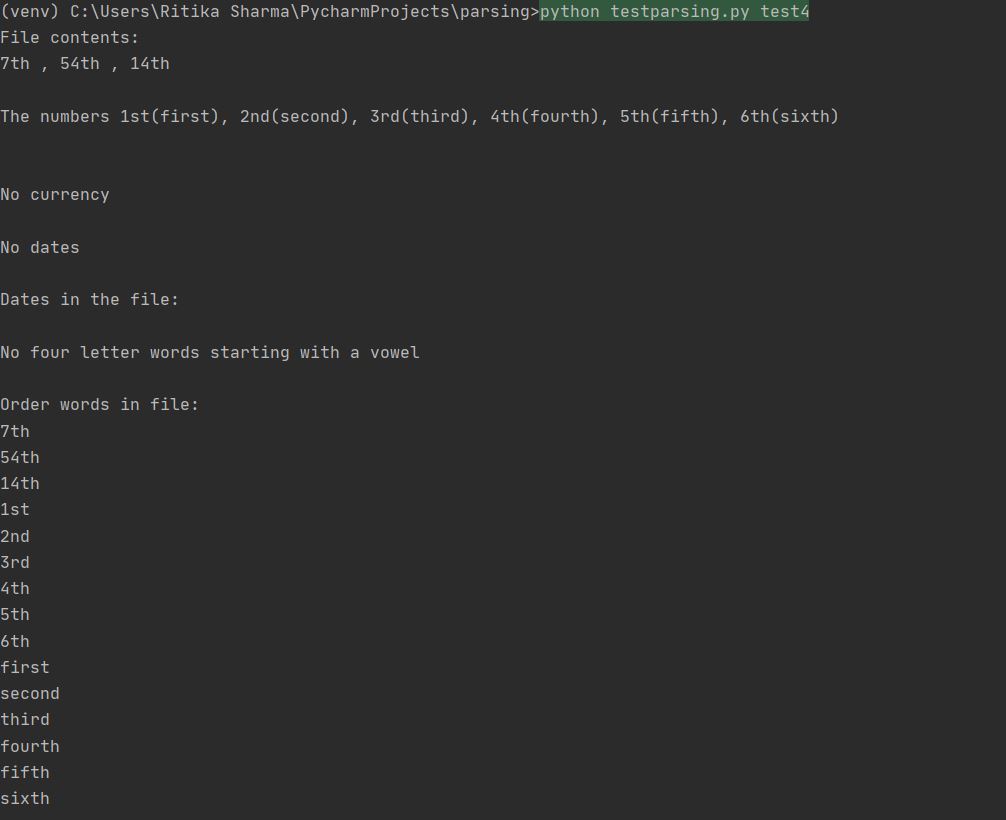 (venv) C:\Users\Ritika Sharma\PycharmProjects\parsing>python testparsing.py test4
File contents:
7th , 54th , 14th
The numbers 1st(first), 2nd(second), 3rd(third), 4th(fourth), 5th(fifth), 6th(sixth)
No currency
No dates
Dates in the file:
No four letter words starting with a vowel
Order words in file:
7th
54th
14th
1st
2nd
3rd
4th
5th
6th
first
second
third
fourth
fifth
sixth